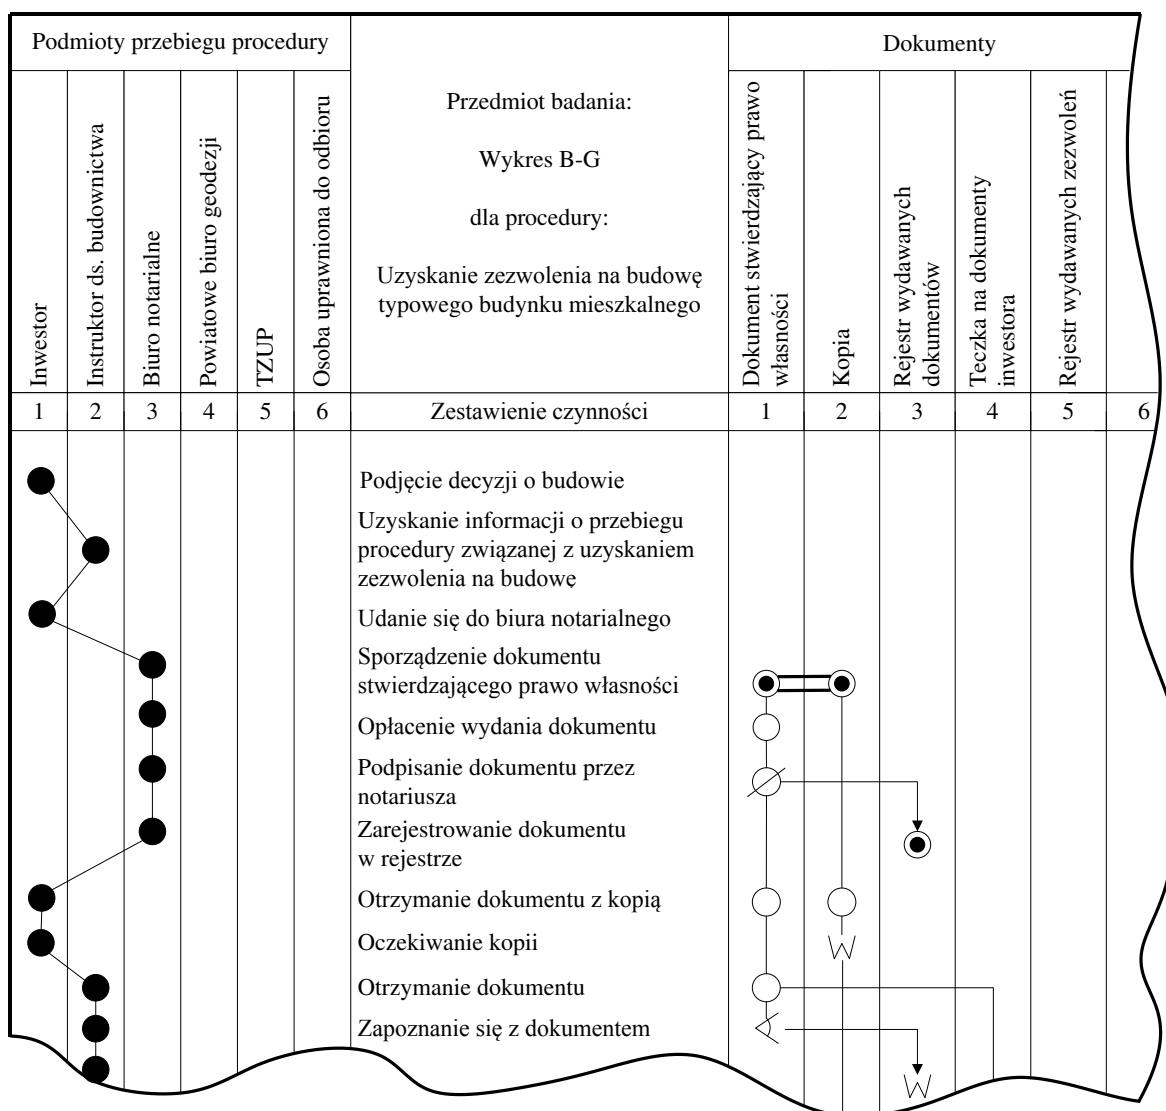 Podmioty przebiegu procedury
Inwestor
Instruktor ds. budownictwa
Biuro notarialne
Powiatowe biuro geodezji
TZUP
Osoba uprawniona do odbioru
Przedmiot badania:
Wykres B-G
dla procedury:
Uzyskanie zezwolenia na budowę
typowego budynku mieszkalnego
Dokumenty
Dokument stwierdzający prawo
własności
Kopia
Rejestr wydawanych
dokumentów
Teczka na dokumenty
inwestora
Rejestr wydawanych zezwoleń
1 2 3 4 5 6 Zestawienie czynności 1 2 3 4 5 6
Podjęcie decyzji o budowie
Uzyskanie informacji o przebiegu
procedury związanej z uzyskaniem
zezwolenia na budowę
Udanie się do biura notarialnego
Sporządzenie dokumentu
stwierdzającego prawo własności
Opłacenie wydania dokumentu
Podpisanie dokumentu przez
notariusza
Zarejestrowanie dokumentu
w rejestrze
Otrzymanie dokumentu z kopią
Oczekiwanie kopii
W
Otrzymanie dokumentu
Zapoznanie się z dokumentem
W